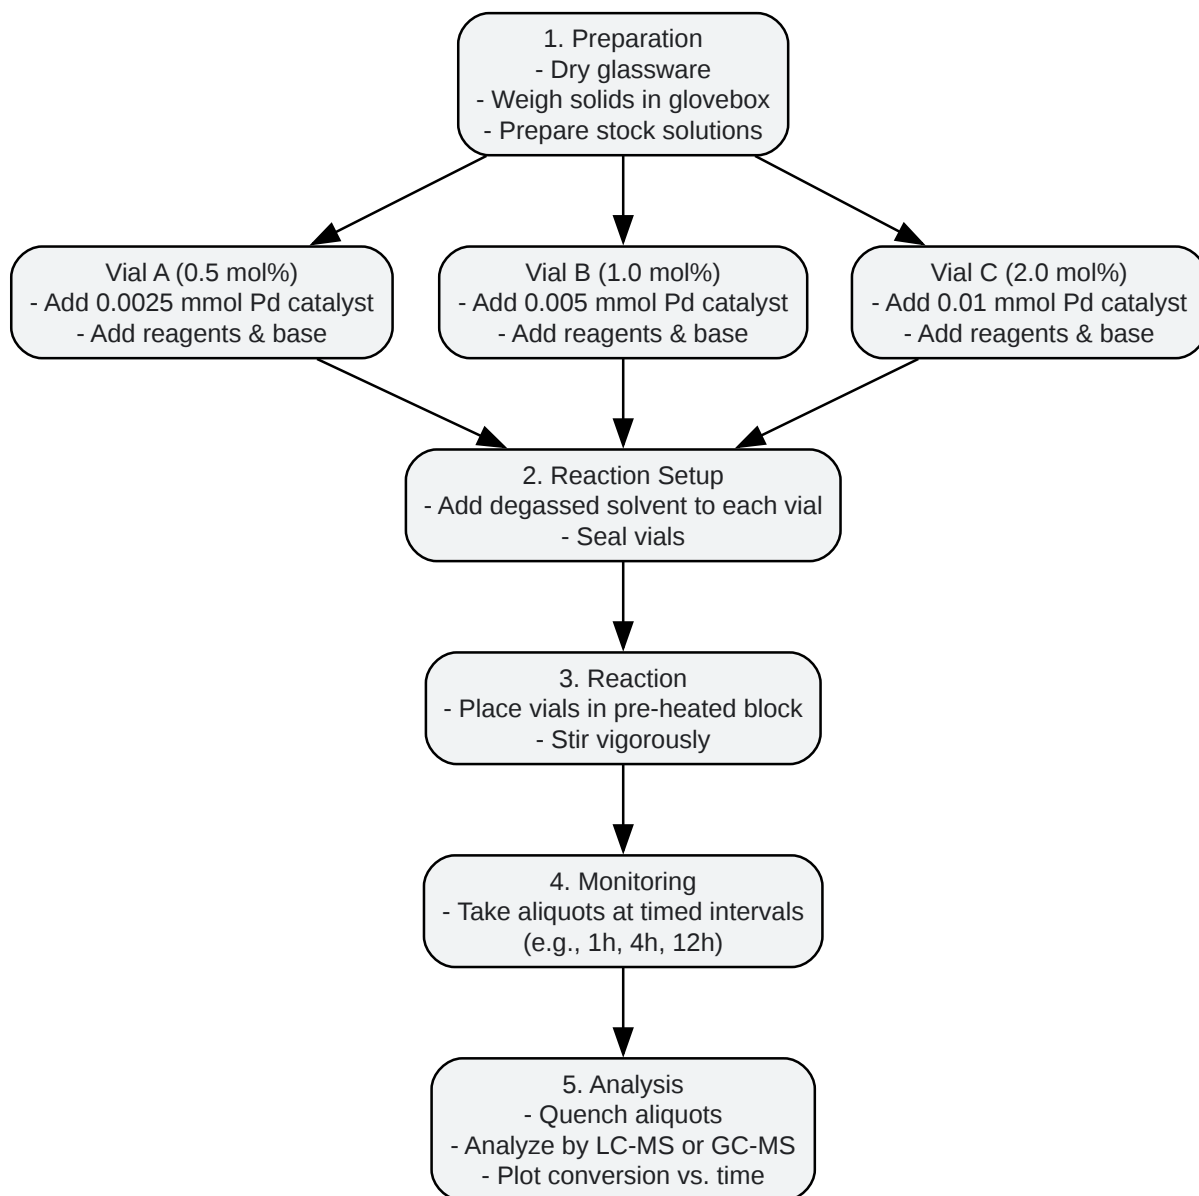 1. Preparation
- Dry glassware
- Weigh solids in glovebox
- Prepare stock solutions
Vial A (0.5 mol%)
- Add 0.0025 mmol Pd catalyst
- Add reagents & base
Vial B (1.0 mol%)
- Add 0.005 mmol Pd catalyst
- Add reagents & base
Vial C (2.0 mol%)
- Add 0.01 mmol Pd catalyst
- Add reagents & base
2. Reaction Setup
- Add degassed solvent to each vial
- Seal vials
3. Reaction
- Place vials in pre-heated block
- Stir vigorously
4. Monitoring
- Take aliquots at timed intervals
(e.g., 1h, 4h, 12h)
5. Analysis
- Quench aliquots
- Analyze by LC-MS or GC-MS
- Plot conversion vs. time